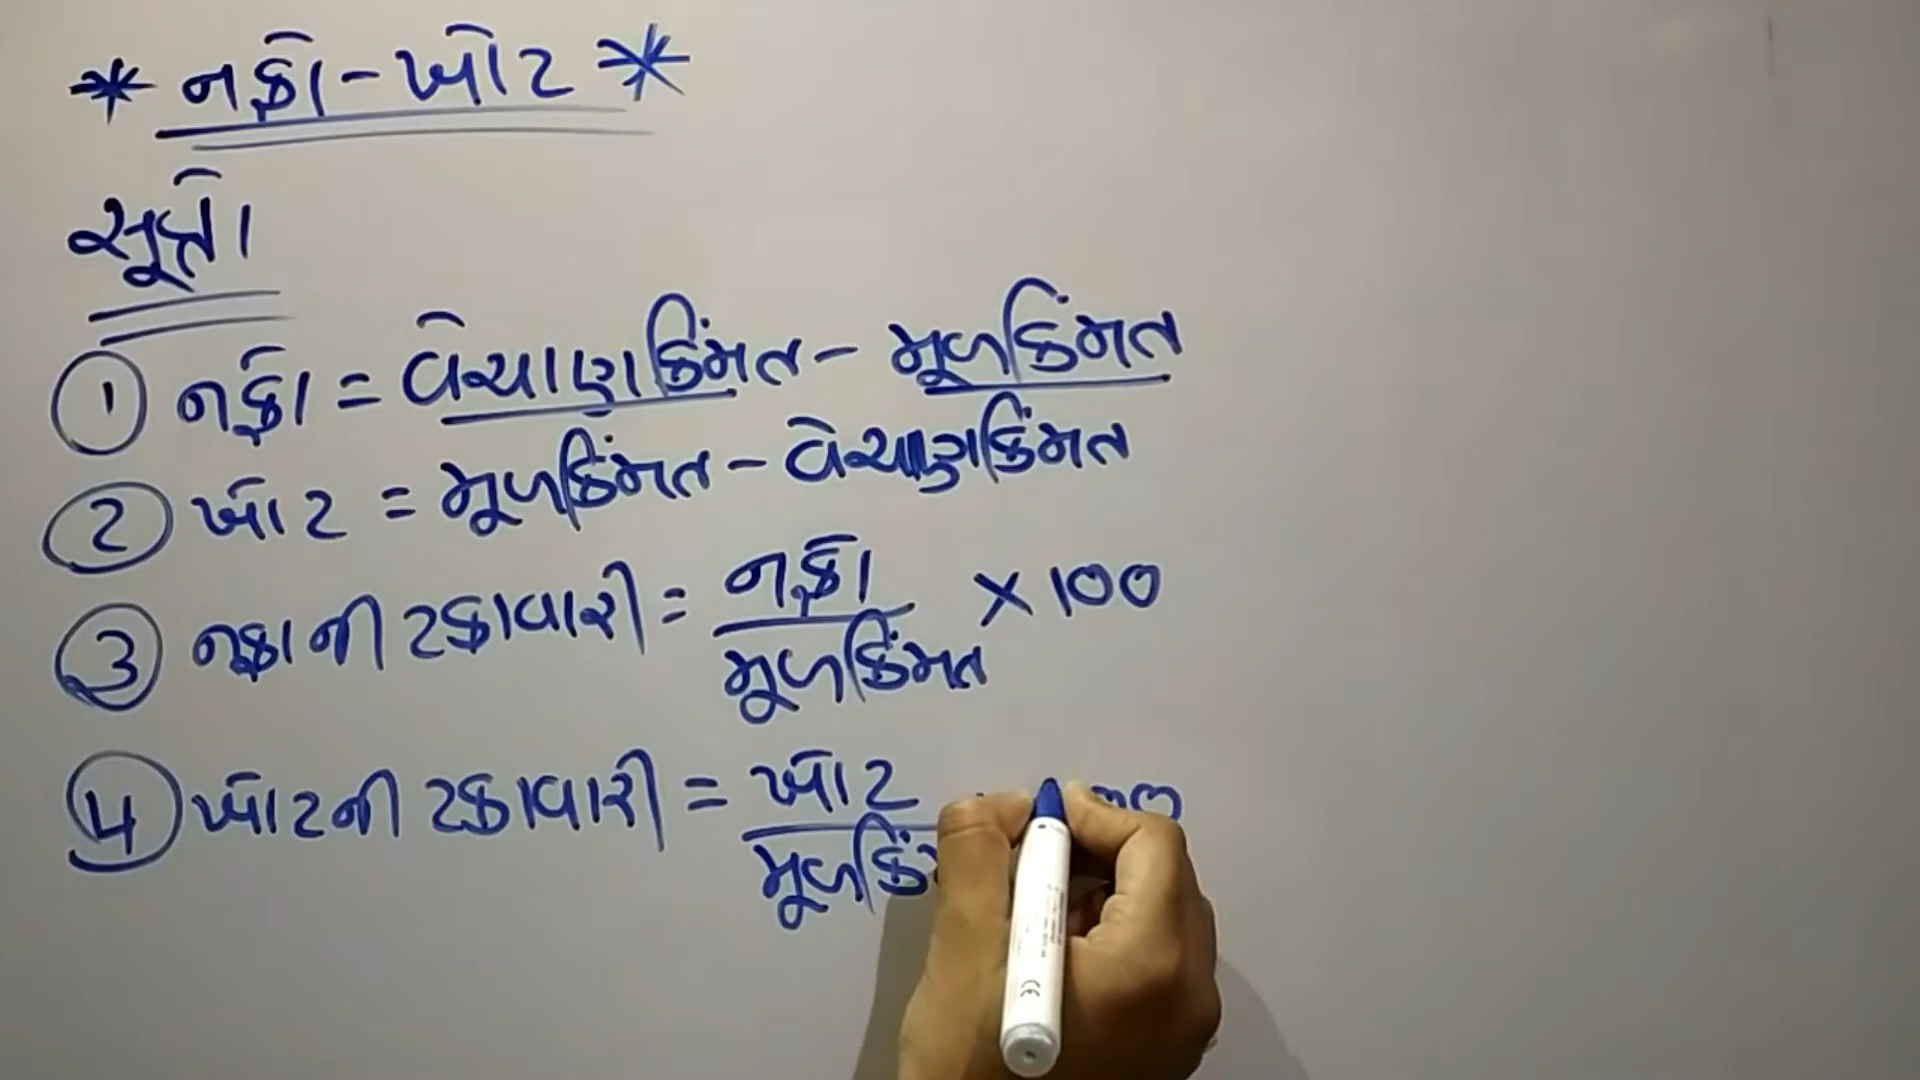 * નફો - ખોટ *
સૂત્રો
① નફો = વેચાણકિંમત - મૂળકિંમત
② ખોટ = મૂળકિંમત - વેચાણકિંમત
③ નફાની ટકાવારી = નફો / મૂળકિંમત × 100
④ ખોટની ટકાવારી = ખોટ
CE